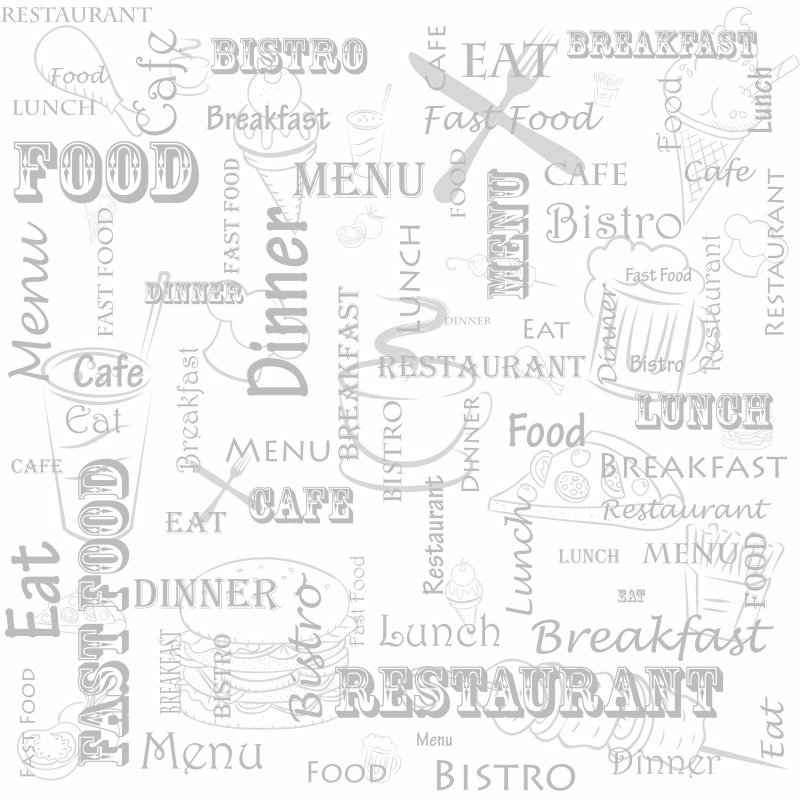 RESTAURANT
Cafe
BISTRO
CAFE
EAT
BREAKFAST
Food
LUNCH
Breakfast
Fast Food
Food
Lunch
FOOD
FAST FOOD
MENU
FOOD
MENU
CAFE
Cafe
RESTAURANT
Menu
FAST FOOD
Dinner
LUNCH
Bistro
Restaurant
Fast Food
DINNER
BREAKFAST
DINNER
EAT
Dinner
Cafe
Breakfast
RESTAURANT
Bistro
Eat
BISTRO
DINNER
LUNCH
Food
MENU
CAFE
BREAKFAST
FAST FOOD
CAFE
Restaurant
Lunch
Restaurant
EAT
Eat
LUNCH
MENU
FOOD
DINNER
Bistro
Fast Food
EAT
BREAKFAST
BISTRO
Lunch
Breakfast
FAST FOOD
RESTAURANT
Eat
Menu
Menu
FOOD
BISTRO
Dinner